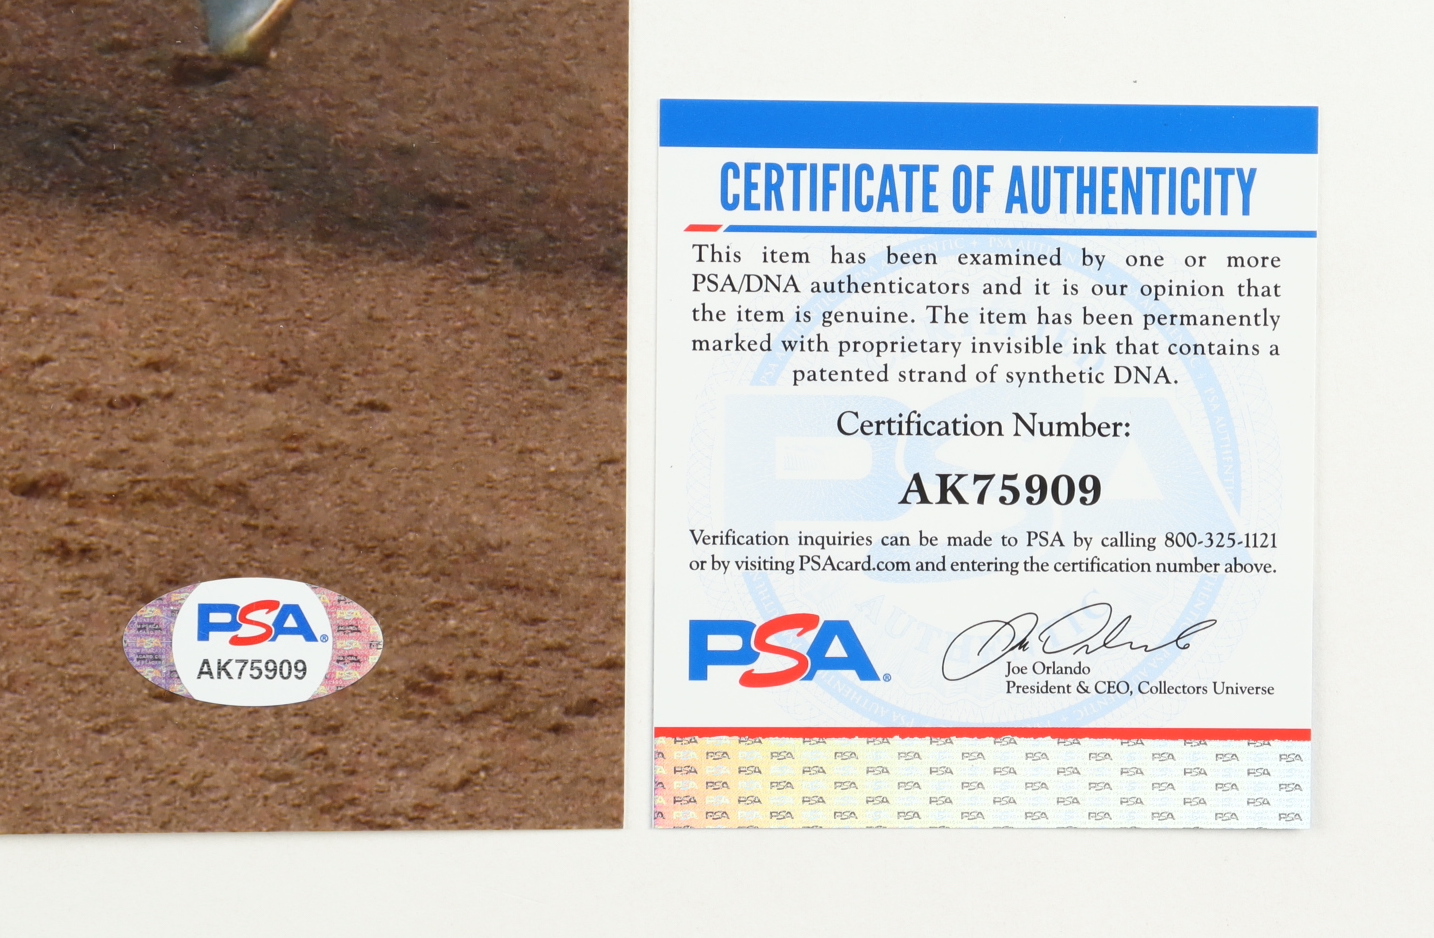 CERTIFICATE OF AUTHENTICITY
This item has been examined by one or more
PSA/DNA authenticators and it is our opinion that
the item is genuine. The item has been permanently
marked with proprietary invisible ink that contains a
patented strand of synthetic DNA.
Certification Number:
AK75909
Verification inquiries can be made to PSA by calling 800-325-1121
or by visiting PSAcard.com and entering the certification number above.
PSA®
Joe Orlando
President & CEO, Collectors Universe
PSA®
AK75909